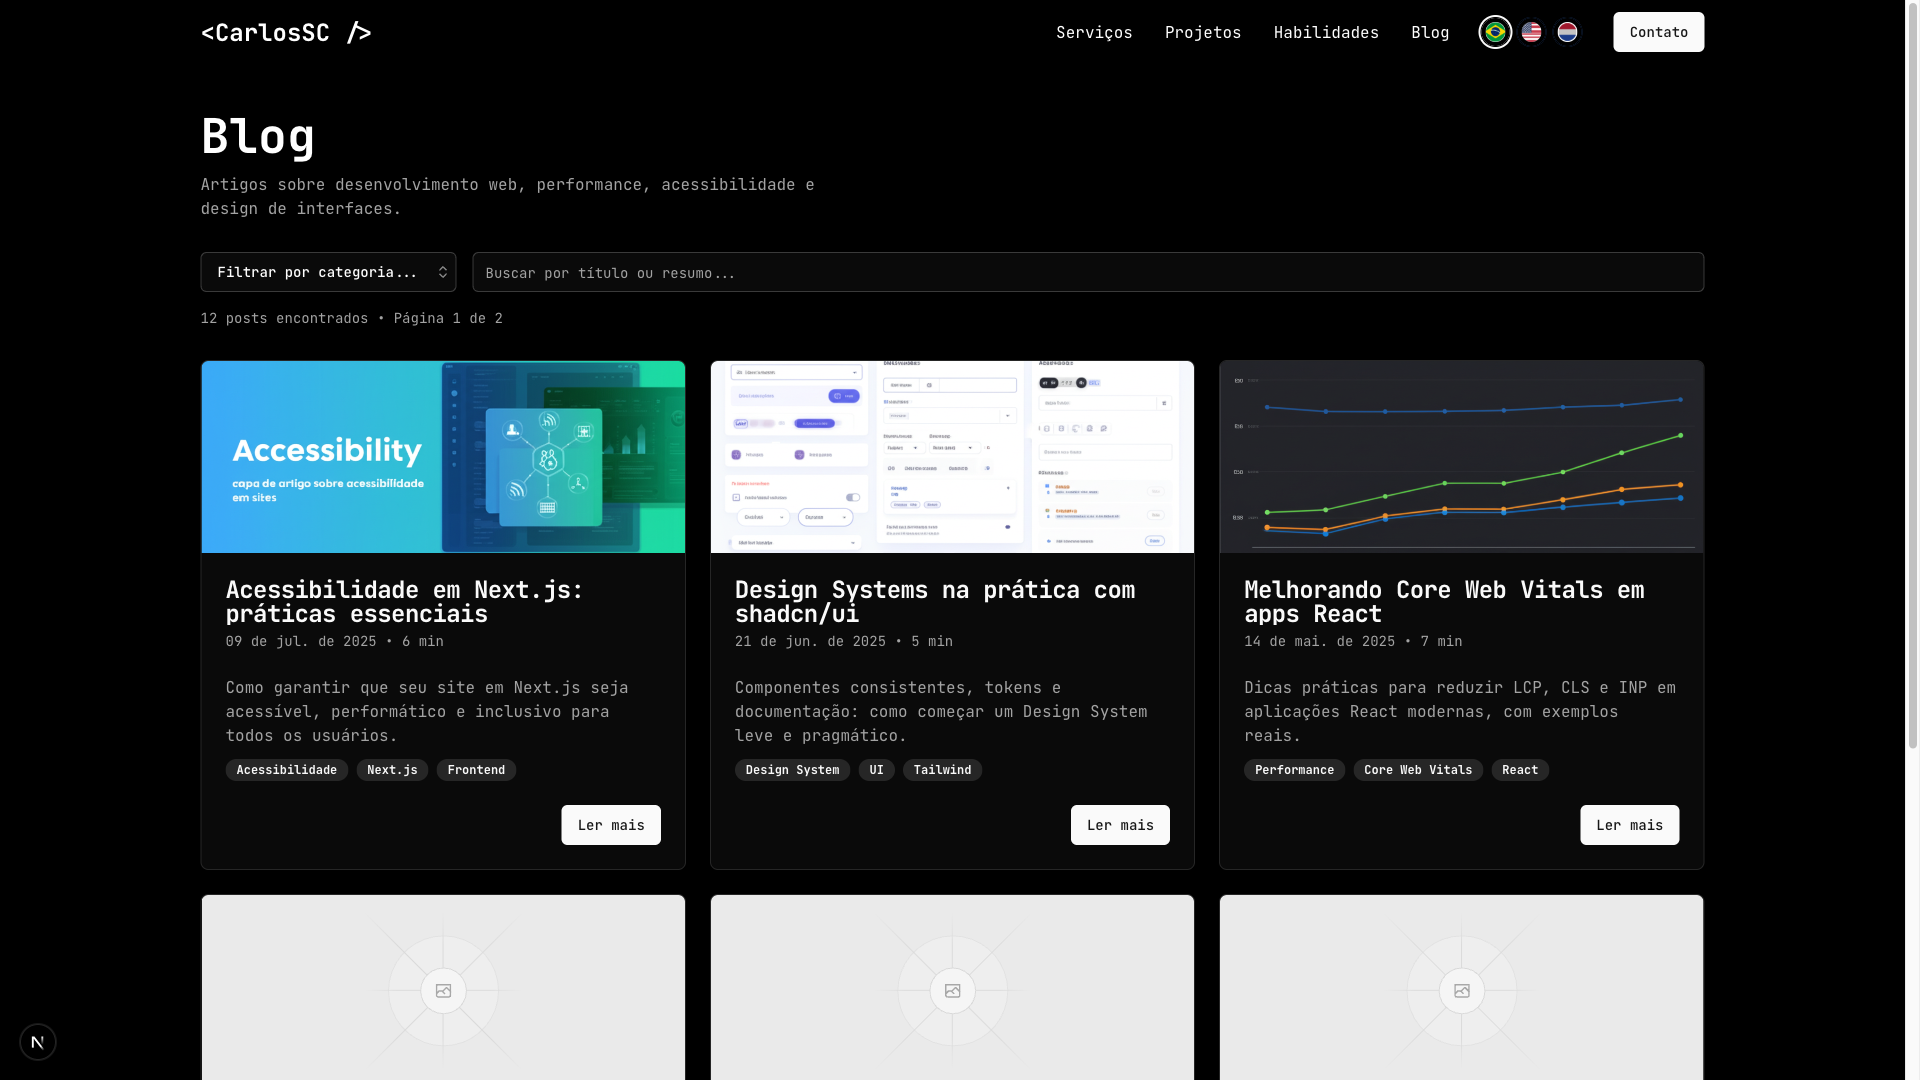 <CarlosSC />
Serviços
Projetos
Habilidades
Blog
Contato
Blog
Artigos sobre desenvolvimento web, performance, acessibilidade e
design de interfaces.
Filtrar por categoria...
Buscar por título ou resumo...
12 posts encontrados • Página 1 de 2
Accessibility
capa de artigo sobre acessibilidade
em sites
Acessibilidade em Next.js:
práticas essenciais
09 de jul. de 2025 • 6 min
Como garantir que seu site em Next.js seja
acessível, performático e inclusivo para
todos os usuários.
Acessibilidade
Next.js
Frontend
Ler mais
Design Systems na prática com
shadcn/ui
21 de jun. de 2025 • 5 min
Componentes consistentes, tokens e
documentação: como começar um Design System
leve e pragmático.
Design System
UI
Tailwind
Ler mais
Melhorando Core Web Vitals em
apps React
14 de mai. de 2025 • 7 min
Dicas práticas para reduzir LCP, CLS e INP em
aplicações React modernas, com exemplos
reais.
Performance
Core Web Vitals
React
Ler mais
N